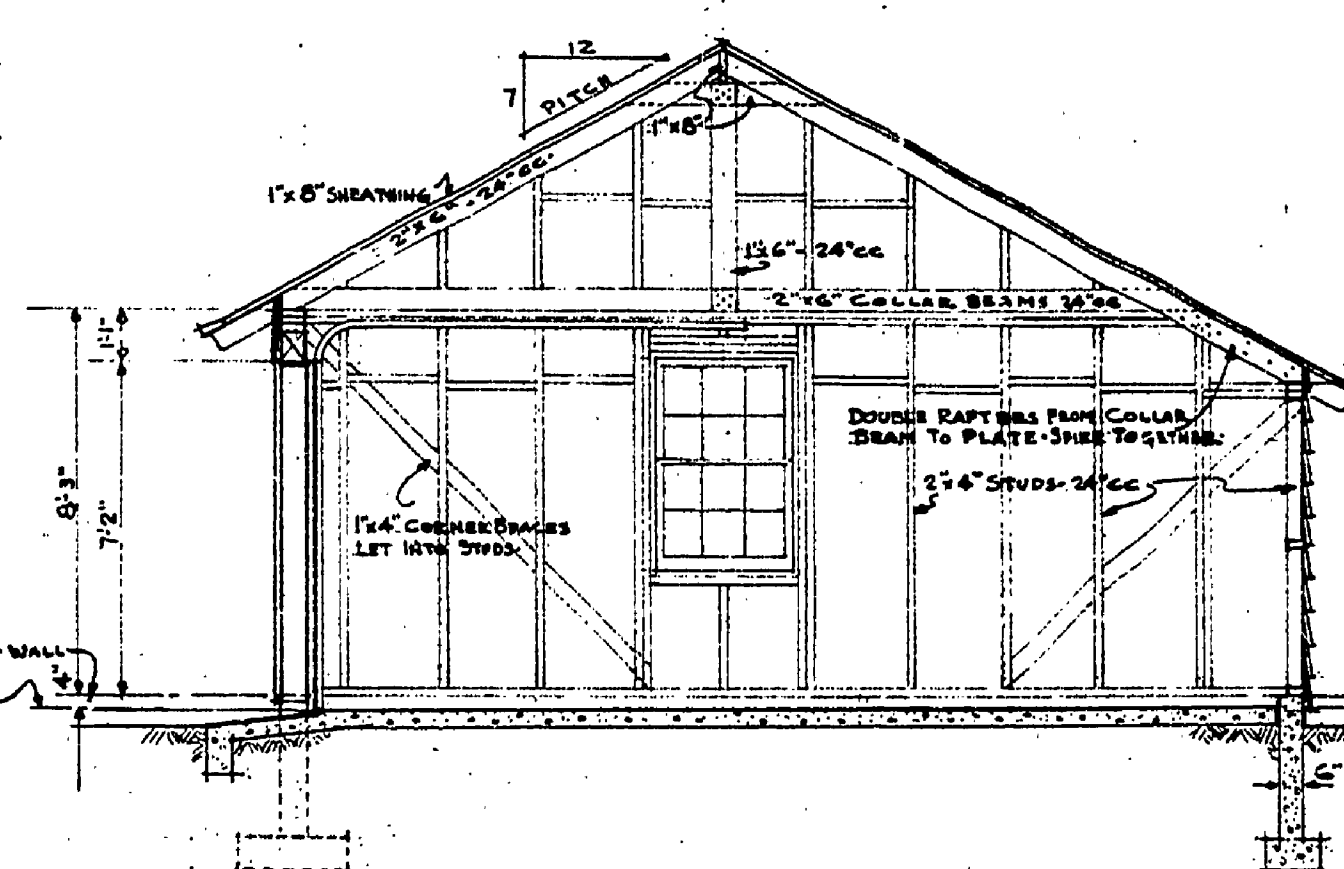 12
7
PITCH
1"x8"
1"x8" SHEATHING
2"x6" - 24"cc.
1"x6" - 24"cc
2"x6" COLLAR BEAMS 24"cc
1'-1"
DOUBLE RAFTERS FROM COLLAR
BEAM TO PLATE-SPIKE TOGETHER.
8'-3"
7'-2"
2"x4" STUDS-24"cc
1"x4" CORNER BRACES
LET INTO STUDS.
WALL
4"
6"